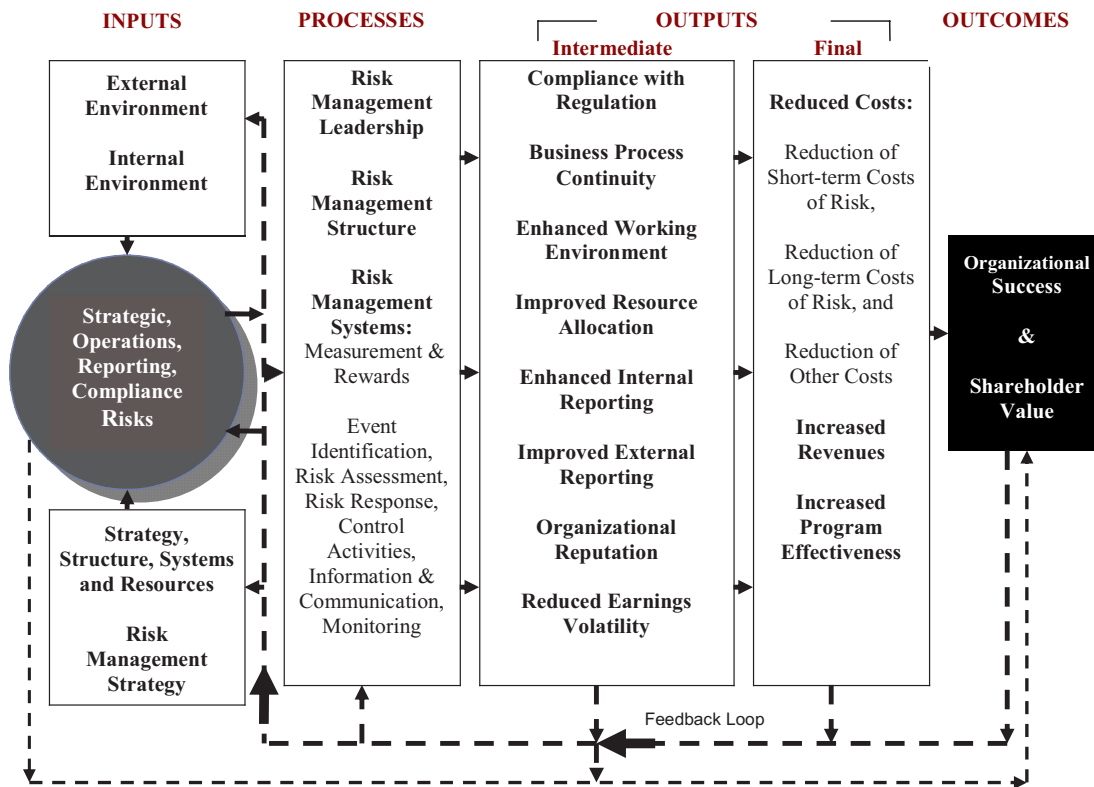 INPUTS
PROCESSES
OUTPUTS
OUTCOMES
Intermediate
Final
External
Environment
Internal
Environment
Strategic,
Operations,
Reporting,
Compliance
Risks
Strategy,
Structure, Systems
and Resources
Risk
Management
Strategy
Risk
Management
Leadership
Risk
Management
Structure
Risk
Management
Systems:
Measurement &
Rewards
Event
Identification,
Risk Assessment,
Risk Response,
Control
Activities,
Information &
Communication,
Monitoring
Compliance with
Regulation
Business Process
Continuity
Enhanced Working
Environment
Improved Resource
Allocation
Enhanced Internal
Reporting
Improved External
Reporting
Organizational
Reputation
Reduced Earnings
Volatility
Reduced Costs:
Reduction of
Short-term Costs
of Risk,
Reduction of
Long-term Costs
of Risk, and
Reduction of
Other Costs
Increased
Revenues
Increased
Program
Effectiveness
Organizational
Success
&
Shareholder
Value
Feedback Loop